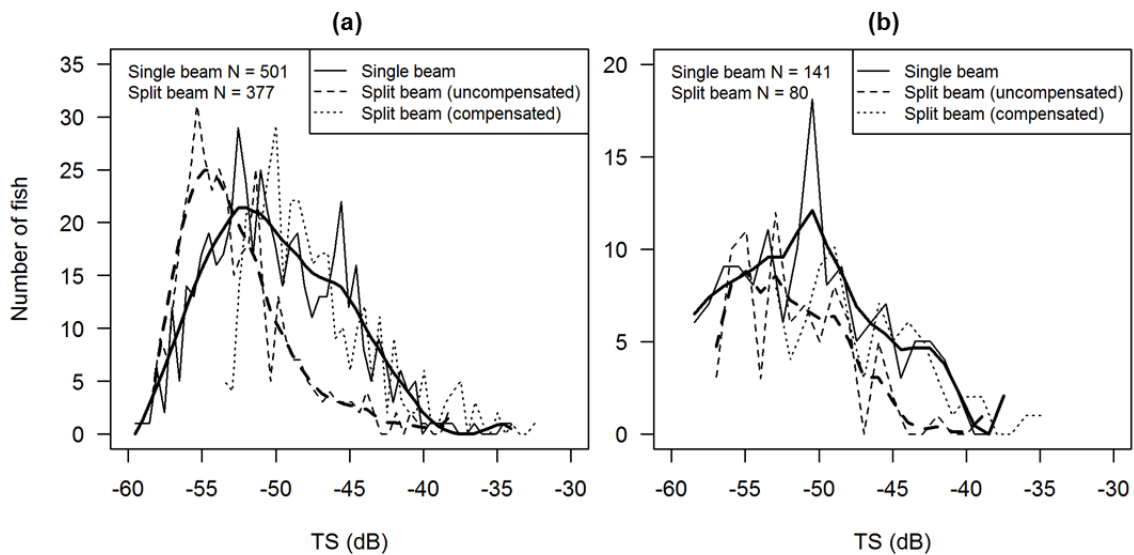 (a)
Single beam N = 501
Split beam N = 377
Single beam
Split beam (uncompensated)
Split beam (compensated)
Number of fish
35
30
25
20
15
10
5
0
-60 -55 -50 -45 -40 -35 -30
TS (dB)
(b)
Single beam N = 141
Split beam N = 80
Single beam
Split beam (uncompensated)
Split beam (compensated)
20
15
10
5
0
-60 -55 -50 -45 -40 -35 -30
TS (dB)